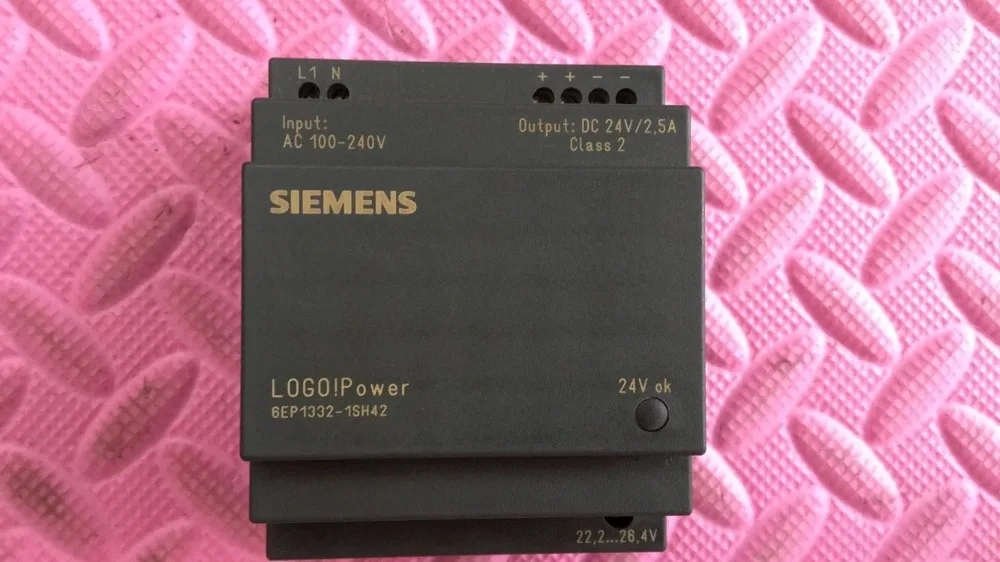 L1 N
+ + − −
Input:
AC 100-240V
Output: DC 24V/2,5A
Class 2
SIEMENS
LOGO!Power
6EP1332-1SH42
24V ok
22,2...26,4V